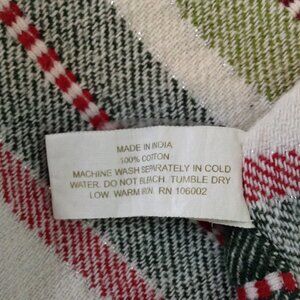 MADE IN INDIA
100% COTTON
MACHINE WASH SEPARATELY IN COLD
WATER. DO NOT BLEACH. TUMBLE DRY
LOW. WARM IRN. RN 106002